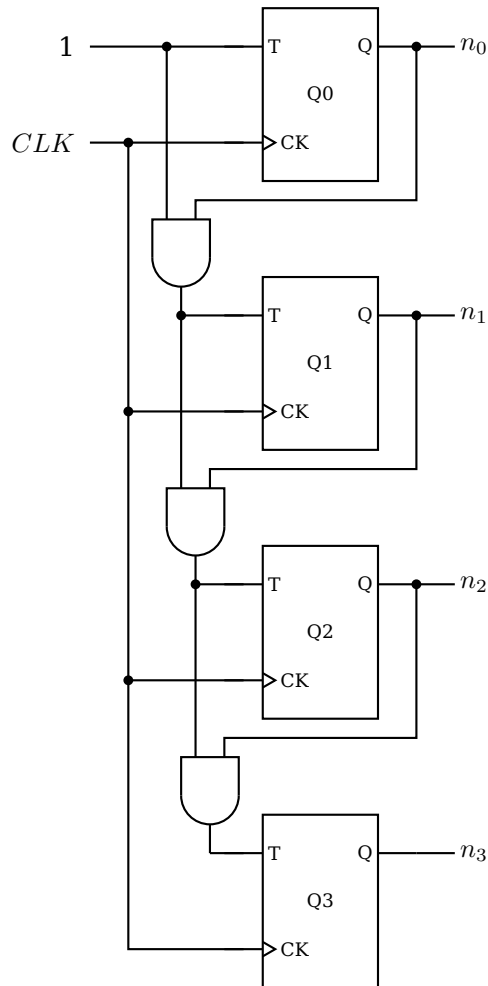 1 T Q n₀
Q0
CLK CK
T Q n₁
Q1
CK
T Q n₂
Q2
CK
T Q n₃
Q3
CK